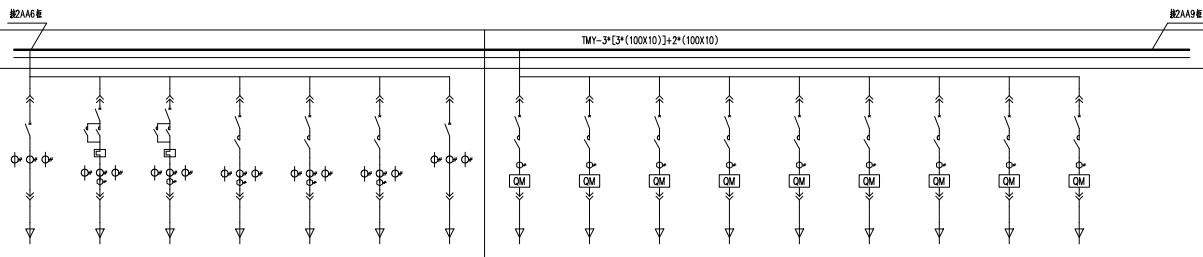 接2AA6柜
接2AA9柜
TMY-3*[3*(100X10)]+2*(100X10)
QM QM QM QM QM QM QM QM QM